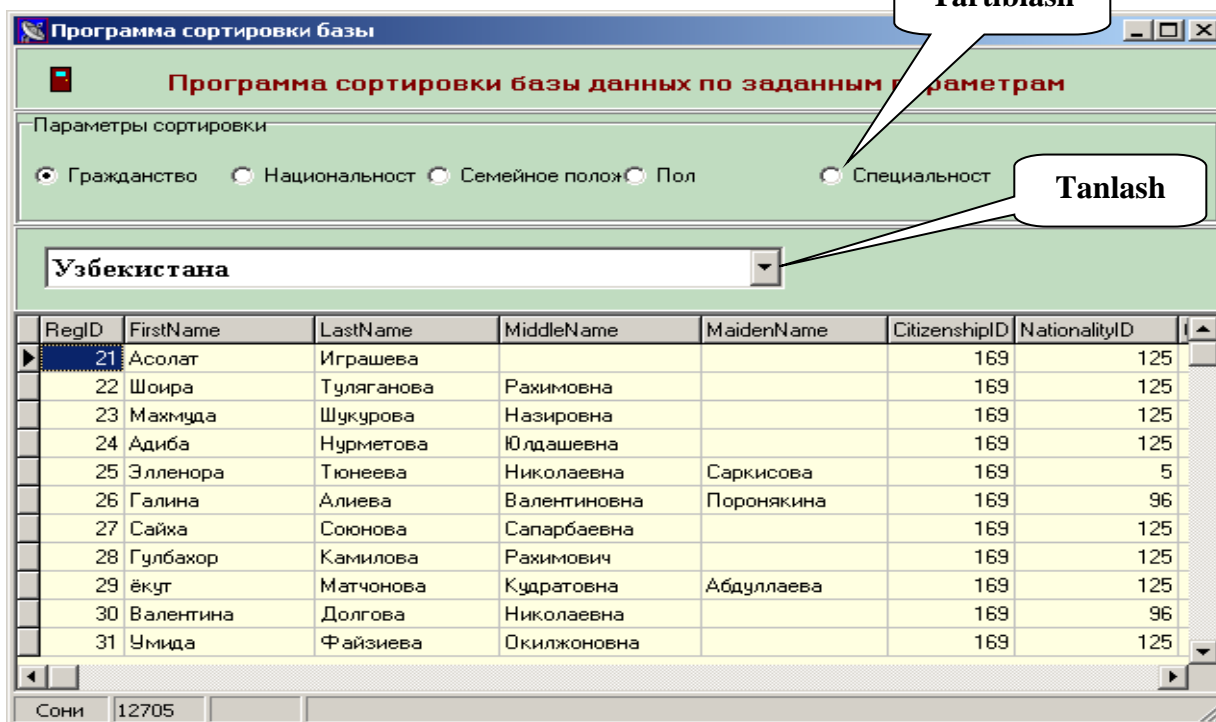 Tartiblash
Программа сортировки базы
Программа сортировки базы данных по заданным параметрам
Параметры сортировки
Гражданство Национальност Семейное полож Пол Специальност
Tanlash
Узбекистана
RegID FirstName LastName MiddleName MaidenName CitizenshipID NationalityID
21 Асолат Играшева 169 125
22 Шоира Туляганова Рахимовна 169 125
23 Махмуда Шукурова Назировна 169 125
24 Адиба Нурметова Юлдашевна 169 125
25 Элленора Тюнеева Николаевна Саркисова 169 5
26 Галина Алиева Валентиновна Поронякина 169 96
27 Сайха Союнова Сапарбаевна 169 125
28 Гулбахор Камилова Рахимович 169 125
29 ёкут Матчонова Кудратовна Абдуллаева 169 125
30 Валентина Долгова Николаевна 169 96
31 Умида Файзиева Окилжоновна 169 125
Сони 12705